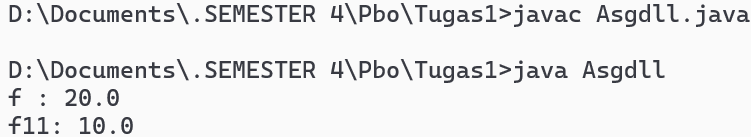 D:\Documents\.SEMESTER 4\Pbo\Tugas1>javac Asgdll.java
D:\Documents\.SEMESTER 4\Pbo\Tugas1>java Asgdll
f : 20.0
f11: 10.0